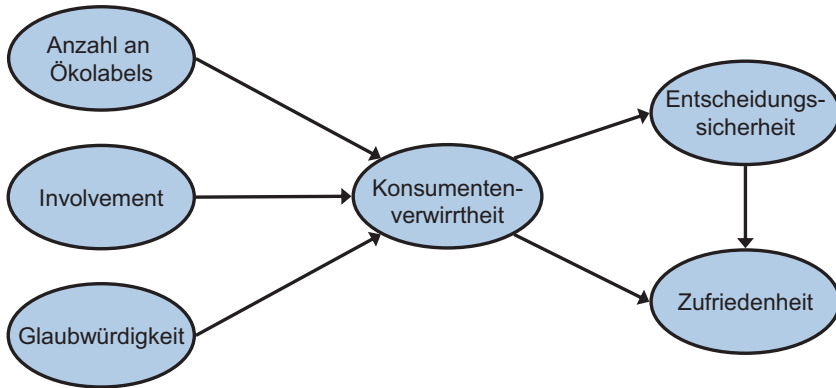 Anzahl an
Ökolabels
Involvement
Glaubwürdigkeit
Konsumenten-
verwirrtheit
Entscheidungs-
sicherheit
Zufriedenheit